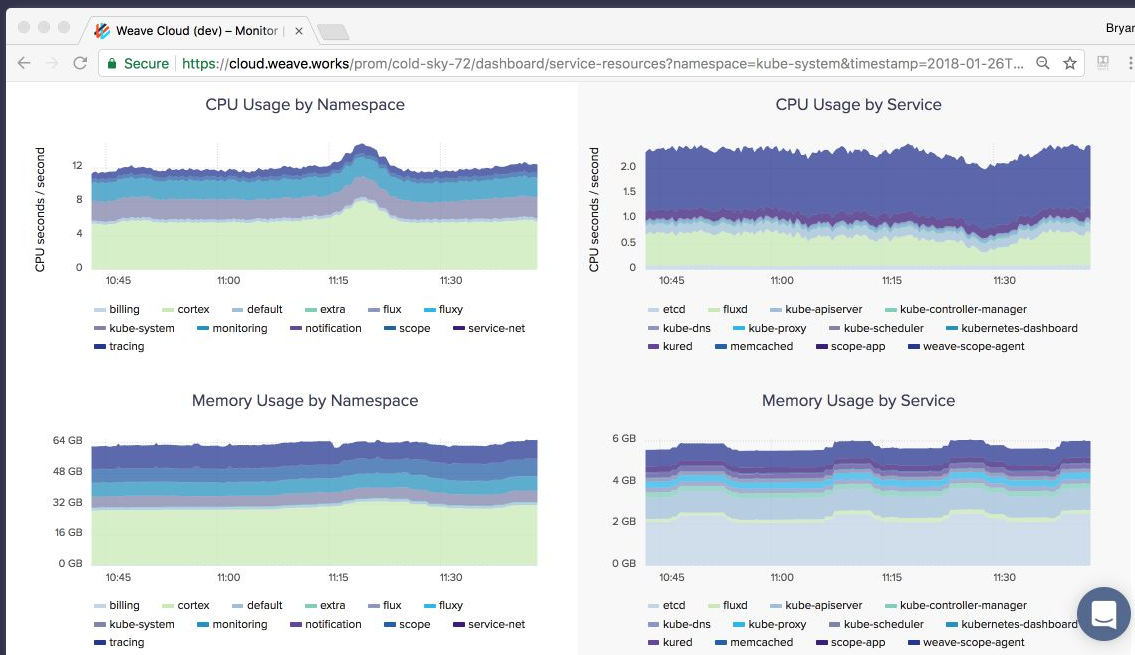 Weave Cloud (dev) – Monitor
Bryan
Secure
https://cloud.weave.works/prom/cold-sky-72/dashboard/service-resources?namespace=kube-system&timestamp=2018-01-26T...
CPU Usage by Namespace
CPU seconds / second
12
8
4
0
10:45 11:00 11:15 11:30
billing cortex default extra flux fluxy
kube-system monitoring notification scope service-net
tracing
CPU Usage by Service
CPU seconds / second
2.0
1.5
1.0
0.5
0
10:45 11:00 11:15 11:30
etcd fluxd kube-apiserver kube-controller-manager
kube-dns kube-proxy kube-scheduler kubernetes-dashboard
kured memcached scope-app weave-scope-agent
Memory Usage by Namespace
64 GB
48 GB
32 GB
16 GB
0 GB
10:45 11:00 11:15 11:30
billing cortex default extra flux fluxy
kube-system monitoring notification scope service-net
tracing
Memory Usage by Service
6 GB
4 GB
2 GB
0 GB
10:45 11:00 11:15 11:30
etcd fluxd kube-apiserver kube-controller-manager
kube-dns kube-proxy kube-scheduler kubernetes-dashboard
kured memcached scope-app weave-scope-agent